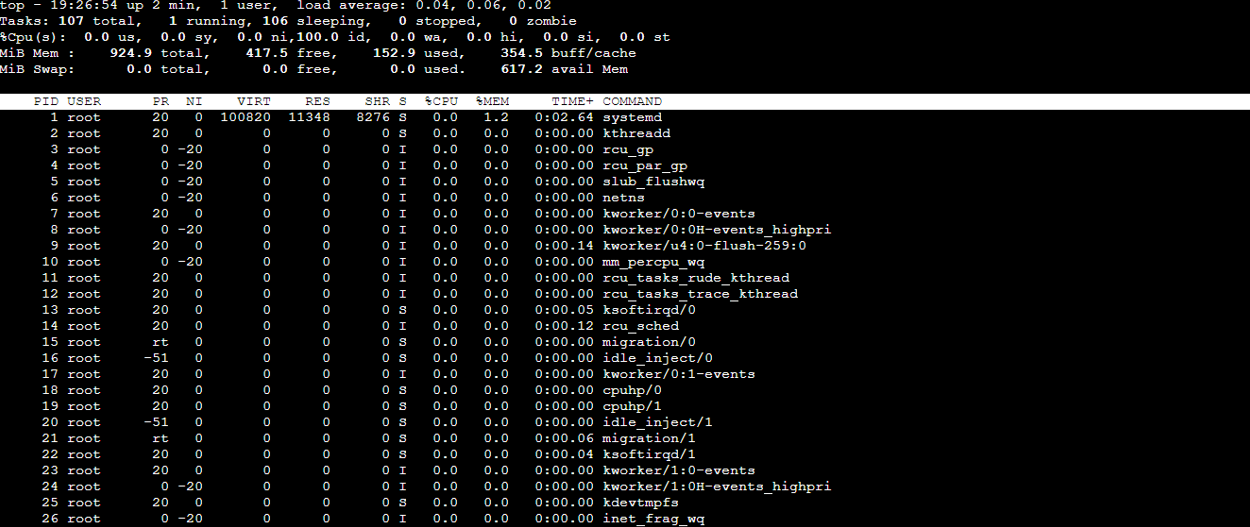 top - 19:26:54 up 2 min,  1 user,  load average: 0.04, 0.06, 0.02
Tasks: 107 total,   1 running, 106 sleeping,   0 stopped,   0 zombie
%Cpu(s):  0.0 us,  0.0 sy,  0.0 ni,100.0 id,  0.0 wa,  0.0 hi,  0.0 si,  0.0 st
MiB Mem :    924.9 total,    417.5 free,    152.9 used,    354.5 buff/cache
MiB Swap:      0.0 total,      0.0 free,      0.0 used.    617.2 avail Mem
PID USER      PR  NI    VIRT    RES    SHR S  %CPU  %MEM     TIME+ COMMAND
1 root      20   0  100820  11348   8276 S   0.0   1.2   0:02.64 systemd
2 root      20   0       0      0      0 S   0.0   0.0   0:00.00 kthreadd
3 root       0 -20       0      0      0 I   0.0   0.0   0:00.00 rcu_gp
4 root       0 -20       0      0      0 I   0.0   0.0   0:00.00 rcu_par_gp
5 root       0 -20       0      0      0 I   0.0   0.0   0:00.00 slub_flushwq
6 root       0 -20       0      0      0 I   0.0   0.0   0:00.00 netns
7 root      20   0       0      0      0 I   0.0   0.0   0:00.00 kworker/0:0-events
8 root       0 -20       0      0      0 I   0.0   0.0   0:00.00 kworker/0:0H-events_highpri
9 root      20   0       0      0      0 I   0.0   0.0   0:00.14 kworker/u4:0-flush-259:0
10 root       0 -20       0      0      0 I   0.0   0.0   0:00.00 mm_percpu_wq
11 root      20   0       0      0      0 I   0.0   0.0   0:00.00 rcu_tasks_rude_kthread
12 root      20   0       0      0      0 I   0.0   0.0   0:00.00 rcu_tasks_trace_kthread
13 root      20   0       0      0      0 S   0.0   0.0   0:00.05 ksoftirqd/0
14 root      20   0       0      0      0 I   0.0   0.0   0:00.12 rcu_sched
15 root      rt   0       0      0      0 S   0.0   0.0   0:00.00 migration/0
16 root     -51   0       0      0      0 S   0.0   0.0   0:00.00 idle_inject/0
17 root      20   0       0      0      0 I   0.0   0.0   0:00.00 kworker/0:1-events
18 root      20   0       0      0      0 S   0.0   0.0   0:00.00 cpuhp/0
19 root      20   0       0      0      0 S   0.0   0.0   0:00.00 cpuhp/1
20 root     -51   0       0      0      0 S   0.0   0.0   0:00.00 idle_inject/1
21 root      rt   0       0      0      0 S   0.0   0.0   0:00.06 migration/1
22 root      20   0       0      0      0 S   0.0   0.0   0:00.04 ksoftirqd/1
23 root      20   0       0      0      0 I   0.0   0.0   0:00.00 kworker/1:0-events
24 root       0 -20       0      0      0 I   0.0   0.0   0:00.00 kworker/1:0H-events_highpri
25 root      20   0       0      0      0 S   0.0   0.0   0:00.00 kdevtmpfs
26 root       0 -20       0      0      0 I   0.0   0.0   0:00.00 inet_frag_wq